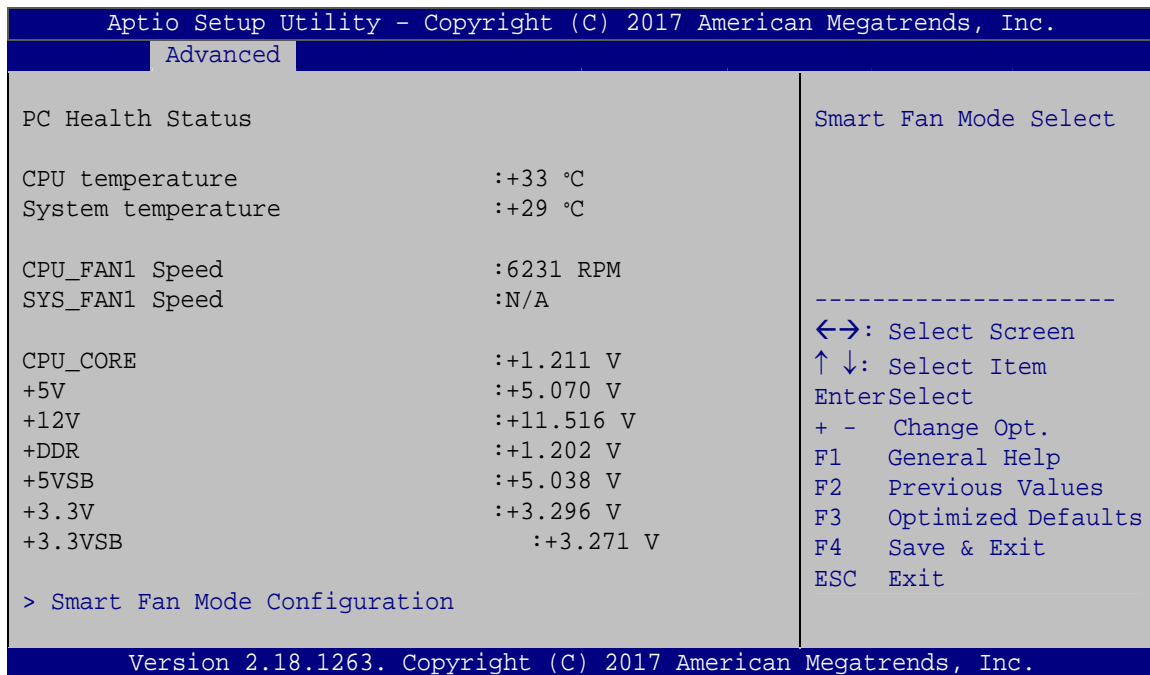 Aptio Setup Utility – Copyright (C) 2017 American Megatrends, Inc.
Advanced
PC Health Status
CPU temperature :+33 °C
System temperature :+29 °C
CPU_FAN1 Speed :6231 RPM
SYS_FAN1 Speed :N/A
CPU_CORE :+1.211 V
+5V :+5.070 V
+12V :+11.516 V
+DDR :+1.202 V
+5VSB :+5.038 V
+3.3V :+3.296 V
+3.3VSB :+3.271 V
> Smart Fan Mode Configuration
Smart Fan Mode Select
---------------------
←→: Select Screen
↑ ↓: Select Item
EnterSelect
+ - Change Opt.
F1 General Help
F2 Previous Values
F3 Optimized Defaults
F4 Save & Exit
ESC Exit
Version 2.18.1263. Copyright (C) 2017 American Megatrends, Inc.